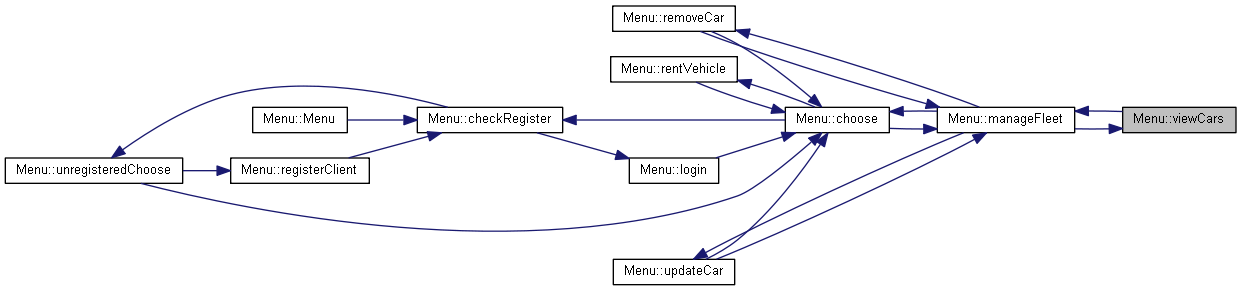 Menu::removeCar
Menu::rentVehicle
Menu::Menu
Menu::checkRegister
Menu::choose
Menu::manageFleet
Menu::viewCars
Menu::unregisteredChoose
Menu::registerClient
Menu::login
Menu::updateCar